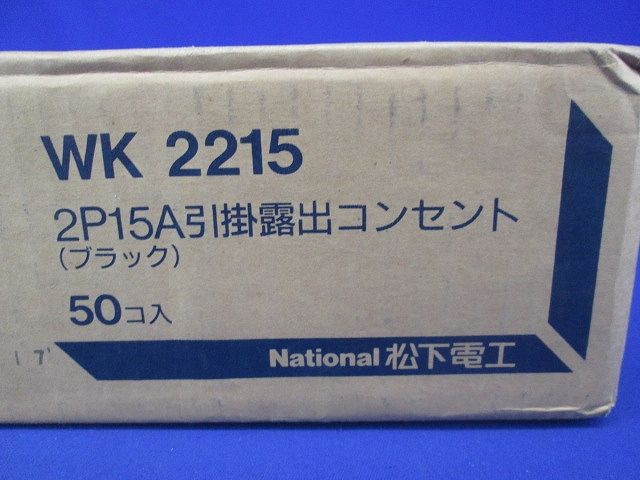 WK 2215
2P15A引掛露出コンセント
(ブラック)
50コ入
National 松下電工